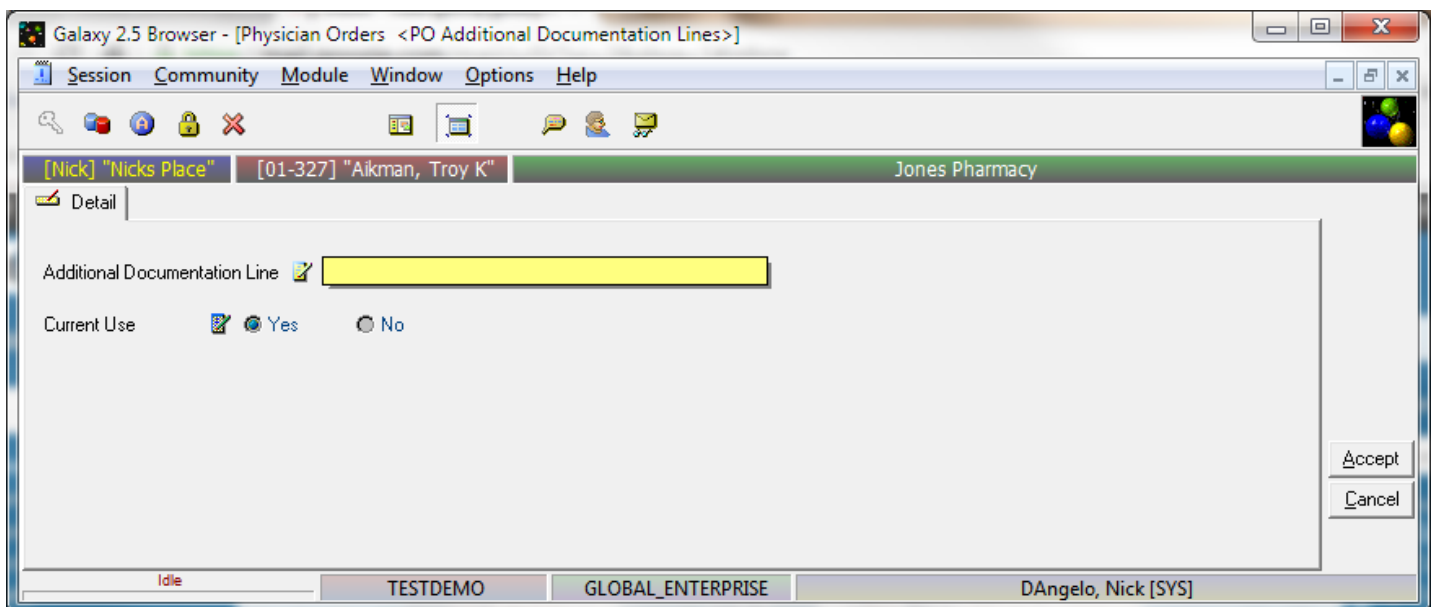 Galaxy 2.5 Browser - [Physician Orders <PO Additional Documentation Lines>]
Session Community Module Window Options Help
[Nick] "Nicks Place" [01-327] "Aikman, Troy K" Jones Pharmacy
Detail
Additional Documentation Line
Current Use Yes No
Accept
Cancel
Idle TESTDEMO GLOBAL_ENTERPRISE DAngelo, Nick [SYS]